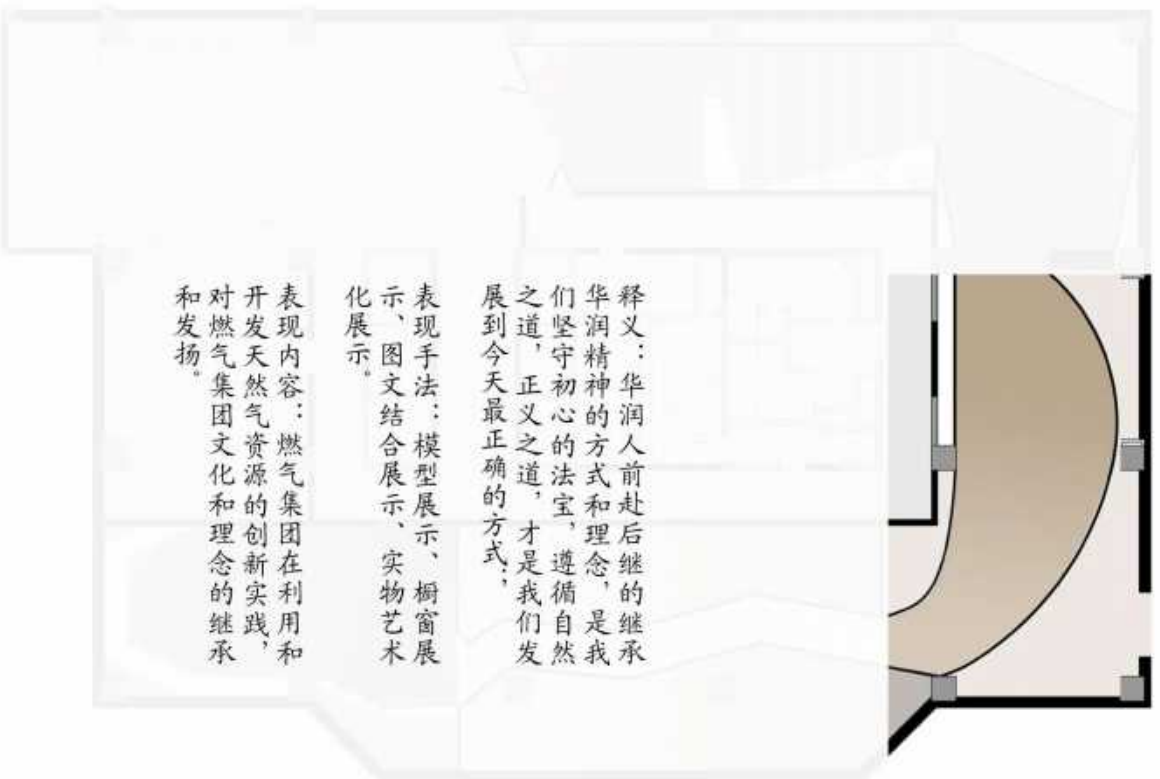 释义：华润人前赴后继的继承
华润精神的方式和理念，是我
们坚守初心的法宝，遵循自然
之道，正义之道，才是我们发
展到今天最正确的方式；
表现手法：模型展示、橱窗展
示、图文结合展示、实物艺术
化展示。
表现内容：燃气集团在利用和
开发天然气资源的创新实践，
对燃气集团文化和理念的继承
和发扬。